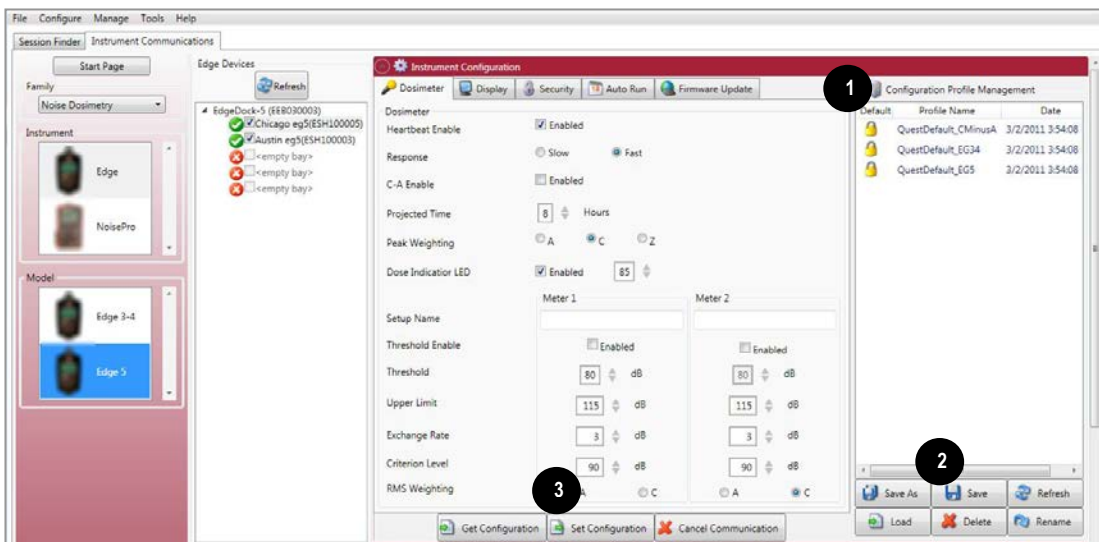 File Configure Manage Tools Help
Session Finder Instrument Communications
Start Page
Family
Noise Dosimetry
Instrument
Edge
NoisePro
Model
Edge 3-4
Edge 5
Edge Devices
Refresh
EdgeDock-5 (EEB030003)
Chicago eg5(ESH100005)
Austin eg5(ESH100003)
<empty bay>
<empty bay>
<empty bay>
Instrument Configuration
Dosimeter Display Security Auto Run Firmware Update
Dosimeter
Heartbeat Enable Enabled
Response Slow Fast
C-A Enable Enabled
Projected Time 8 Hours
Peak Weighting A C Z
Dose Indicatior LED Enabled 85
Meter 1 Meter 2
Setup Name
Threshold Enable Enabled Enabled
Threshold 80 dB 80 dB
Upper Limit 115 dB 115 dB
Exchange Rate 3 dB 3 dB
Criterion Level 90 dB 90 dB
RMS Weighting 3 A C A C
Get Configuration Set Configuration Cancel Communication
1 Configuration Profile Management
Default Profile Name Date
QuestDefault_CMinusA 3/2/2011 3:54:08
QuestDefault_EG34 3/2/2011 3:54:08
QuestDefault_EG5 3/2/2011 3:54:08
2
Save As Save Refresh
Load Delete Rename